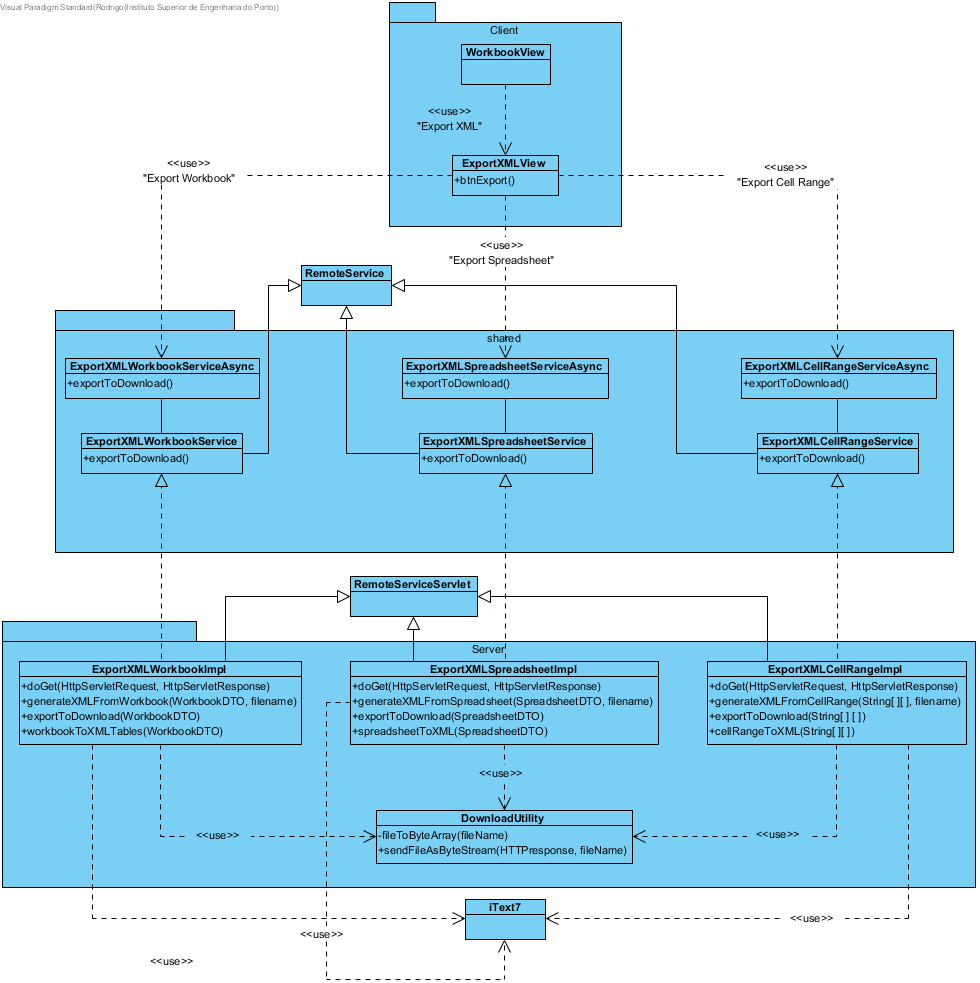 Visual Paradigm Standard(Rodrigo(Instituto Superior de Engenharia do Porto))
Client
WorkbookView
<<use>>
"Export XML"
ExportXMLView
+btnExport()
<<use>>
"Export Workbook"
<<use>>
"Export Cell Range"
<<use>>
"Export Spreadsheet"
RemoteService
shared
ExportXMLWorkbookServiceAsync
+exportToDownload()
ExportXMLSpreadsheetServiceAsync
+exportToDownload()
ExportXMLCellRangeServiceAsync
+exportToDownload()
ExportXMLWorkbookService
+exportToDownload()
ExportXMLSpreadsheetService
+exportToDownload()
ExportXMLCellRangeService
+exportToDownload()
RemoteServiceServlet
Server
ExportXMLWorkbookImpl
+doGet(HttpServletRequest, HttpServletResponse)
+generateXMLFromWorkbook(WorkbookDTO, filename)
+exportToDownload(WorkbookDTO)
+workbookToXMLTables(WorkbookDTO)
ExportXMLSpreadsheetImpl
+doGet(HttpServletRequest, HttpServletResponse)
+generateXMLFromSpreadsheet(SpreadsheetDTO, filename)
+exportToDownload(SpreadsheetDTO)
+spreadsheetToXML(SpreadsheetDTO)
ExportXMLCellRangeImpl
+doGet(HttpServletRequest, HttpServletResponse)
+generateXMLFromCellRange(String[ ][ ], filename)
+exportToDownload(String[ ] [ ])
+cellRangeToXML(String[ ][ ])
<<use>>
DownloadUtility
-fileToByteArray(fileName)
+sendFileAsByteStream(HTTPresponse, fileName)
<<use>>
<<use>>
iText7
<<use>>
<<use>>
<<use>>